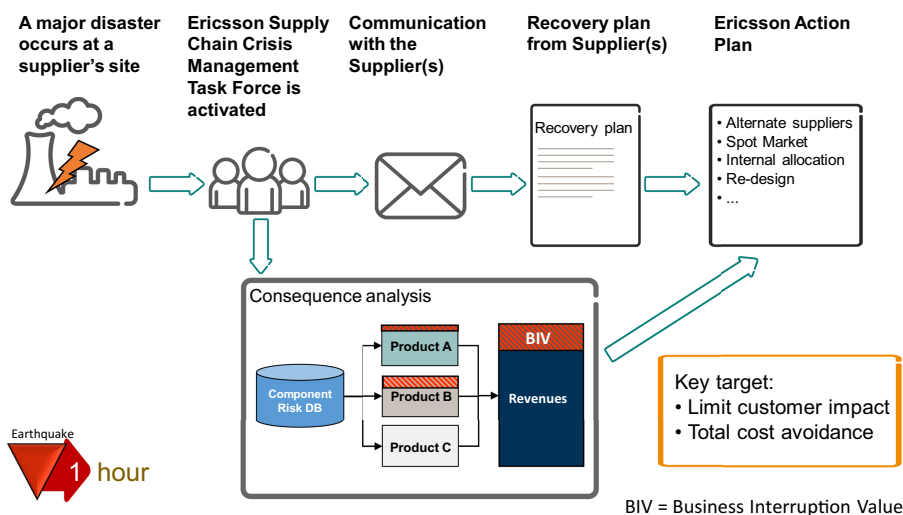 A major disaster
occurs at a
supplier's site
Ericsson Supply
Chain Crisis
Management
Task Force is
activated
Communication
with the
Supplier(s)
Recovery plan
from Supplier(s)
Ericsson Action
Plan
Recovery plan
• Alternate suppliers
• Spot Market
• Internal allocation
• Re-design
• ...
Consequence analysis
Component
Risk DB
Product A
Product B
Product C
BIV
Revenues
Key target:
• Limit customer impact
• Total cost avoidance
Earthquake
1 hour
BIV = Business Interruption Value